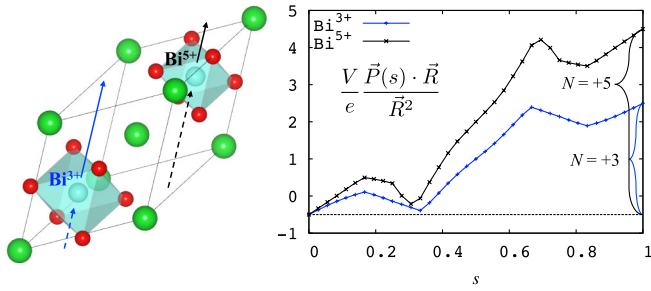 Bi5+
Bi3+
5
4
3
2
1
0
−1
Bi3+
Bi5+
V/e P⃗(s) · R⃗ / R⃗2
N = +5
N = +3
0 0.2 0.4 0.6 0.8 1
s